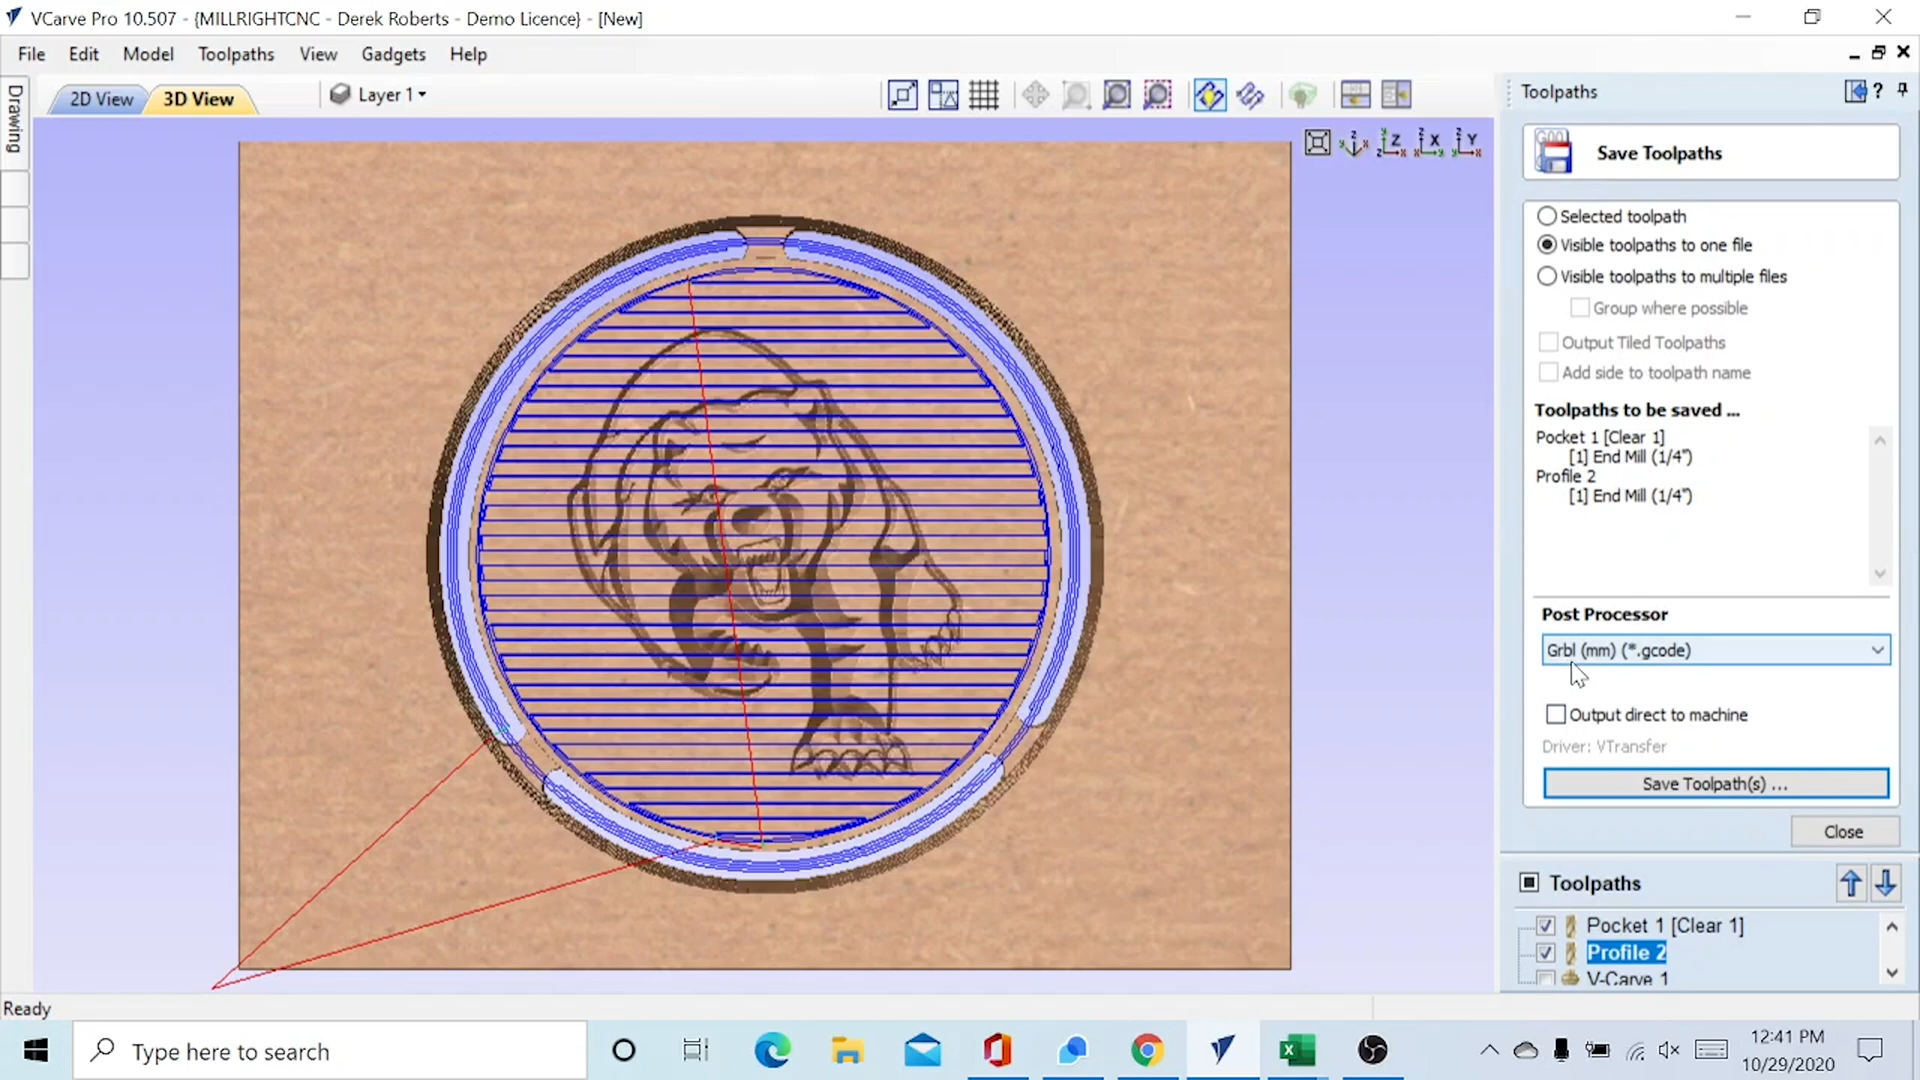 VCarve Pro 10.507 - {MILLRIGHTCNC - Derek Roberts - Demo Licence} - [New]
File Edit Model Toolpaths View Gadgets Help
2D View 3D View Layer 1
Drawing
Toolpaths
Save Toolpaths
Selected toolpath
Visible toolpaths to one file
Visible toolpaths to multiple files
Group where possible
Output Tiled Toolpaths
Add side to toolpath name
Toolpaths to be saved ...
Pocket 1 [Clear 1]
[1] End Mill (1/4")
Profile 2
[1] End Mill (1/4")
Post Processor
Grbl (mm) (*.gcode)
Output direct to machine
Driver: VTransfer
Save Toolpath(s) ...
Close
Toolpaths
Pocket 1 [Clear 1]
Profile 2
V-Carve 1
Ready
Type here to search
12:41 PM
10/29/2020